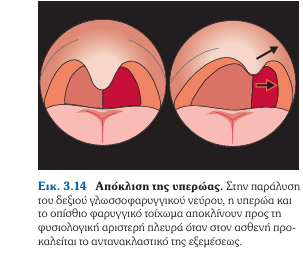 Εικ. 3.14 Απόκλιση της υπερώας. Στην παράλυση
του δεξιού γλωσσοφαρυγγικού νεύρου, η υπερώα και
το οπίσθιο φαρυγγικό τοίχωμα αποκλίνουν προς τη
φυσιολογική αριστερή πλευρά όταν στον ασθενή προ-
καλείται το αντανακλαστικό της εξεμέσεως.